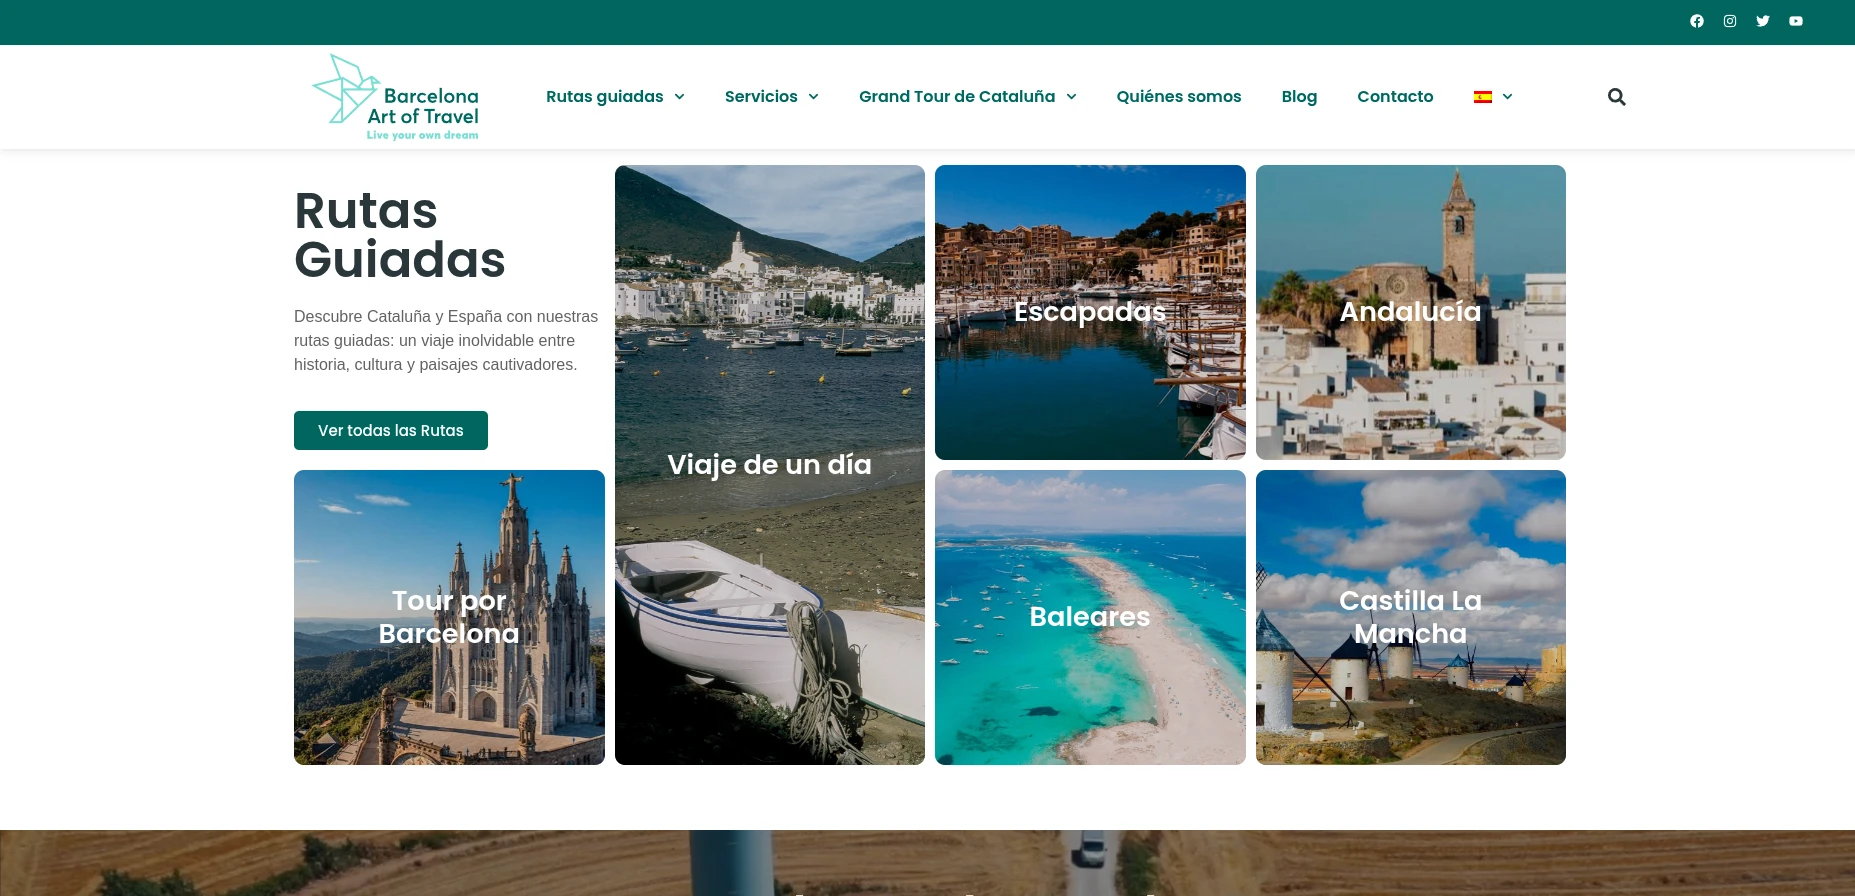 Barcelona
Art of Travel
Live your own dream
Rutas guiadas
Servicios
Grand Tour de Cataluña
Quiénes somos
Blog
Contacto
Rutas
Guiadas
Descubre Cataluña y España con nuestras
rutas guiadas: un viaje inolvidable entre
historia, cultura y paisajes cautivadores.
Ver todas las Rutas
Viaje de un día
Escapadas
Andalucía
Tour por
Barcelona
Baleares
Castilla La
Mancha